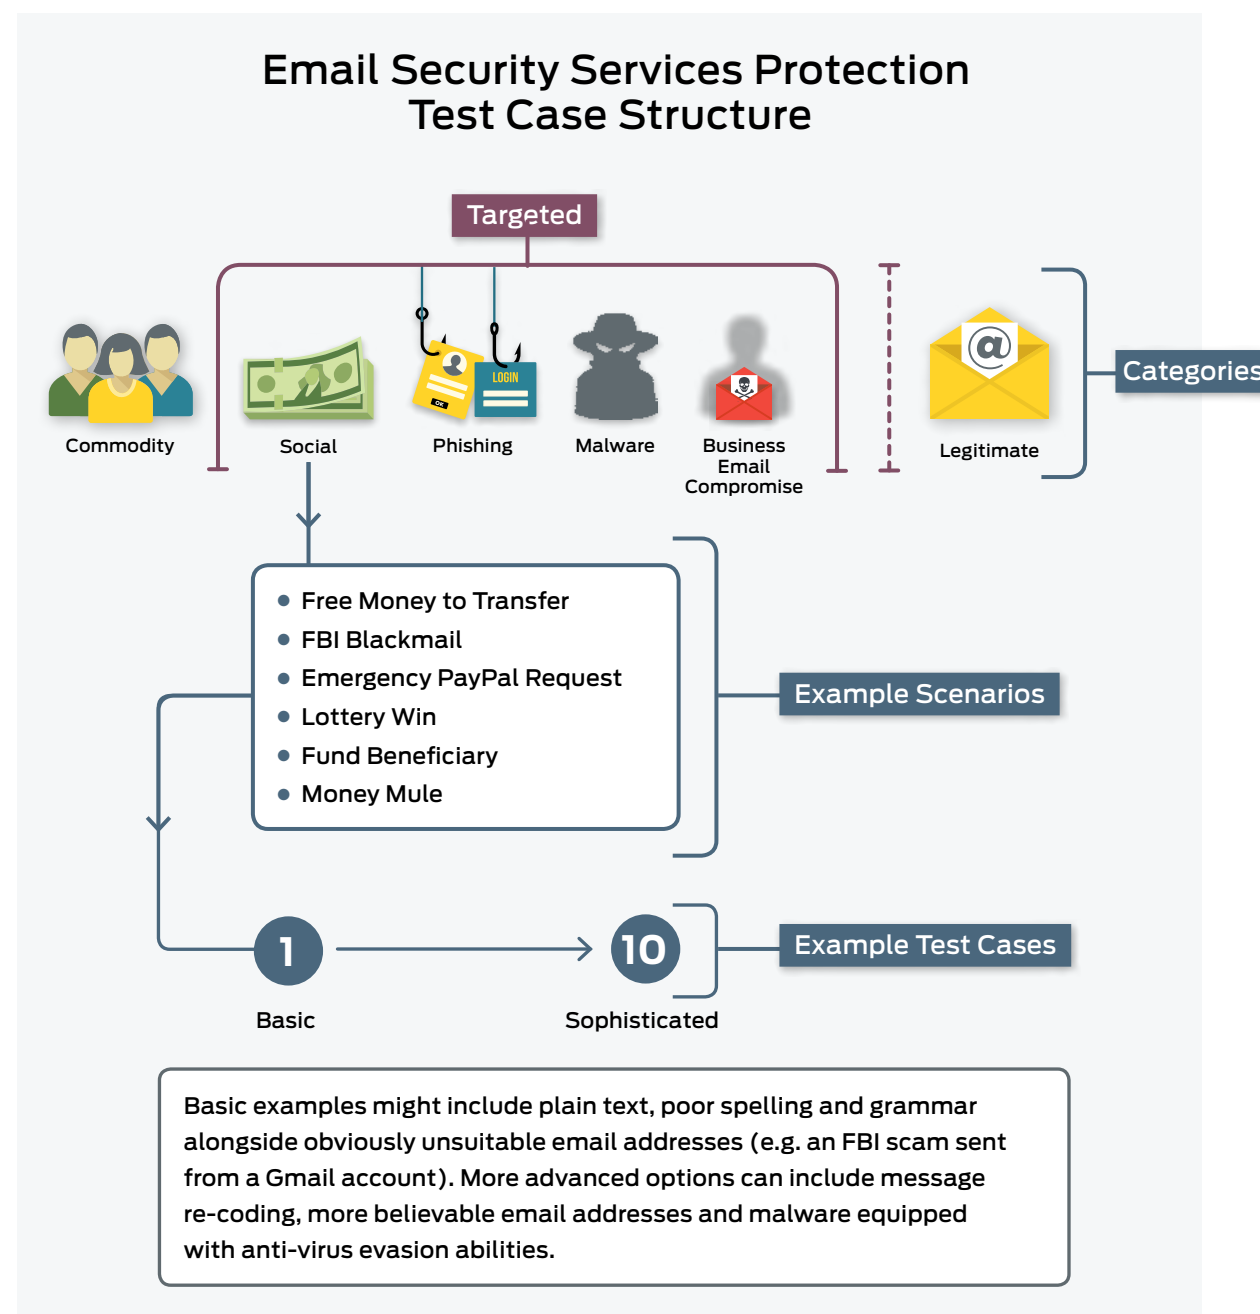 Email Security Services Protection
Test Case Structure
Targeted
LOGIN
OK
@
Commodity
Social
Phishing
Malware
Business
Email
Compromise
Legitimate
Categories
• Free Money to Transfer
• FBI Blackmail
• Emergency PayPal Request
• Lottery Win
• Fund Beneficiary
• Money Mule
Example Scenarios
1
10
Example Test Cases
Basic
Sophisticated
Basic examples might include plain text, poor spelling and grammar
alongside obviously unsuitable email addresses (e.g. an FBI scam sent
from a Gmail account). More advanced options can include message
re-coding, more believable email addresses and malware equipped
with anti-virus evasion abilities.